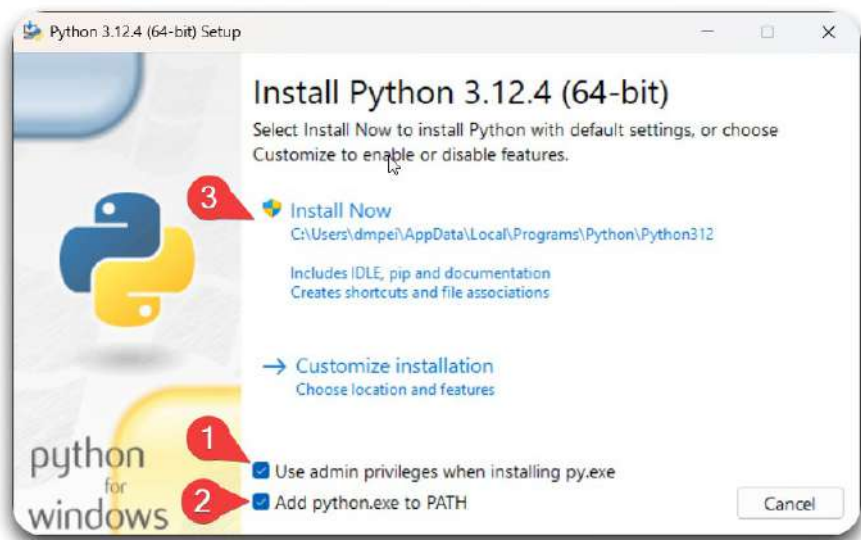 Python 3.12.4 (64-bit) Setup
Install Python 3.12.4 (64-bit)
Select Install Now to install Python with default settings, or choose
Customize to enable or disable features.
3
Install Now
C:\Users\dmpei\AppData\Local\Programs\Python\Python312
Includes IDLE, pip and documentation
Creates shortcuts and file associations
Customize installation
Choose location and features
1
Use admin privileges when installing py.exe
2
Add python.exe to PATH
python
for
windows
Cancel